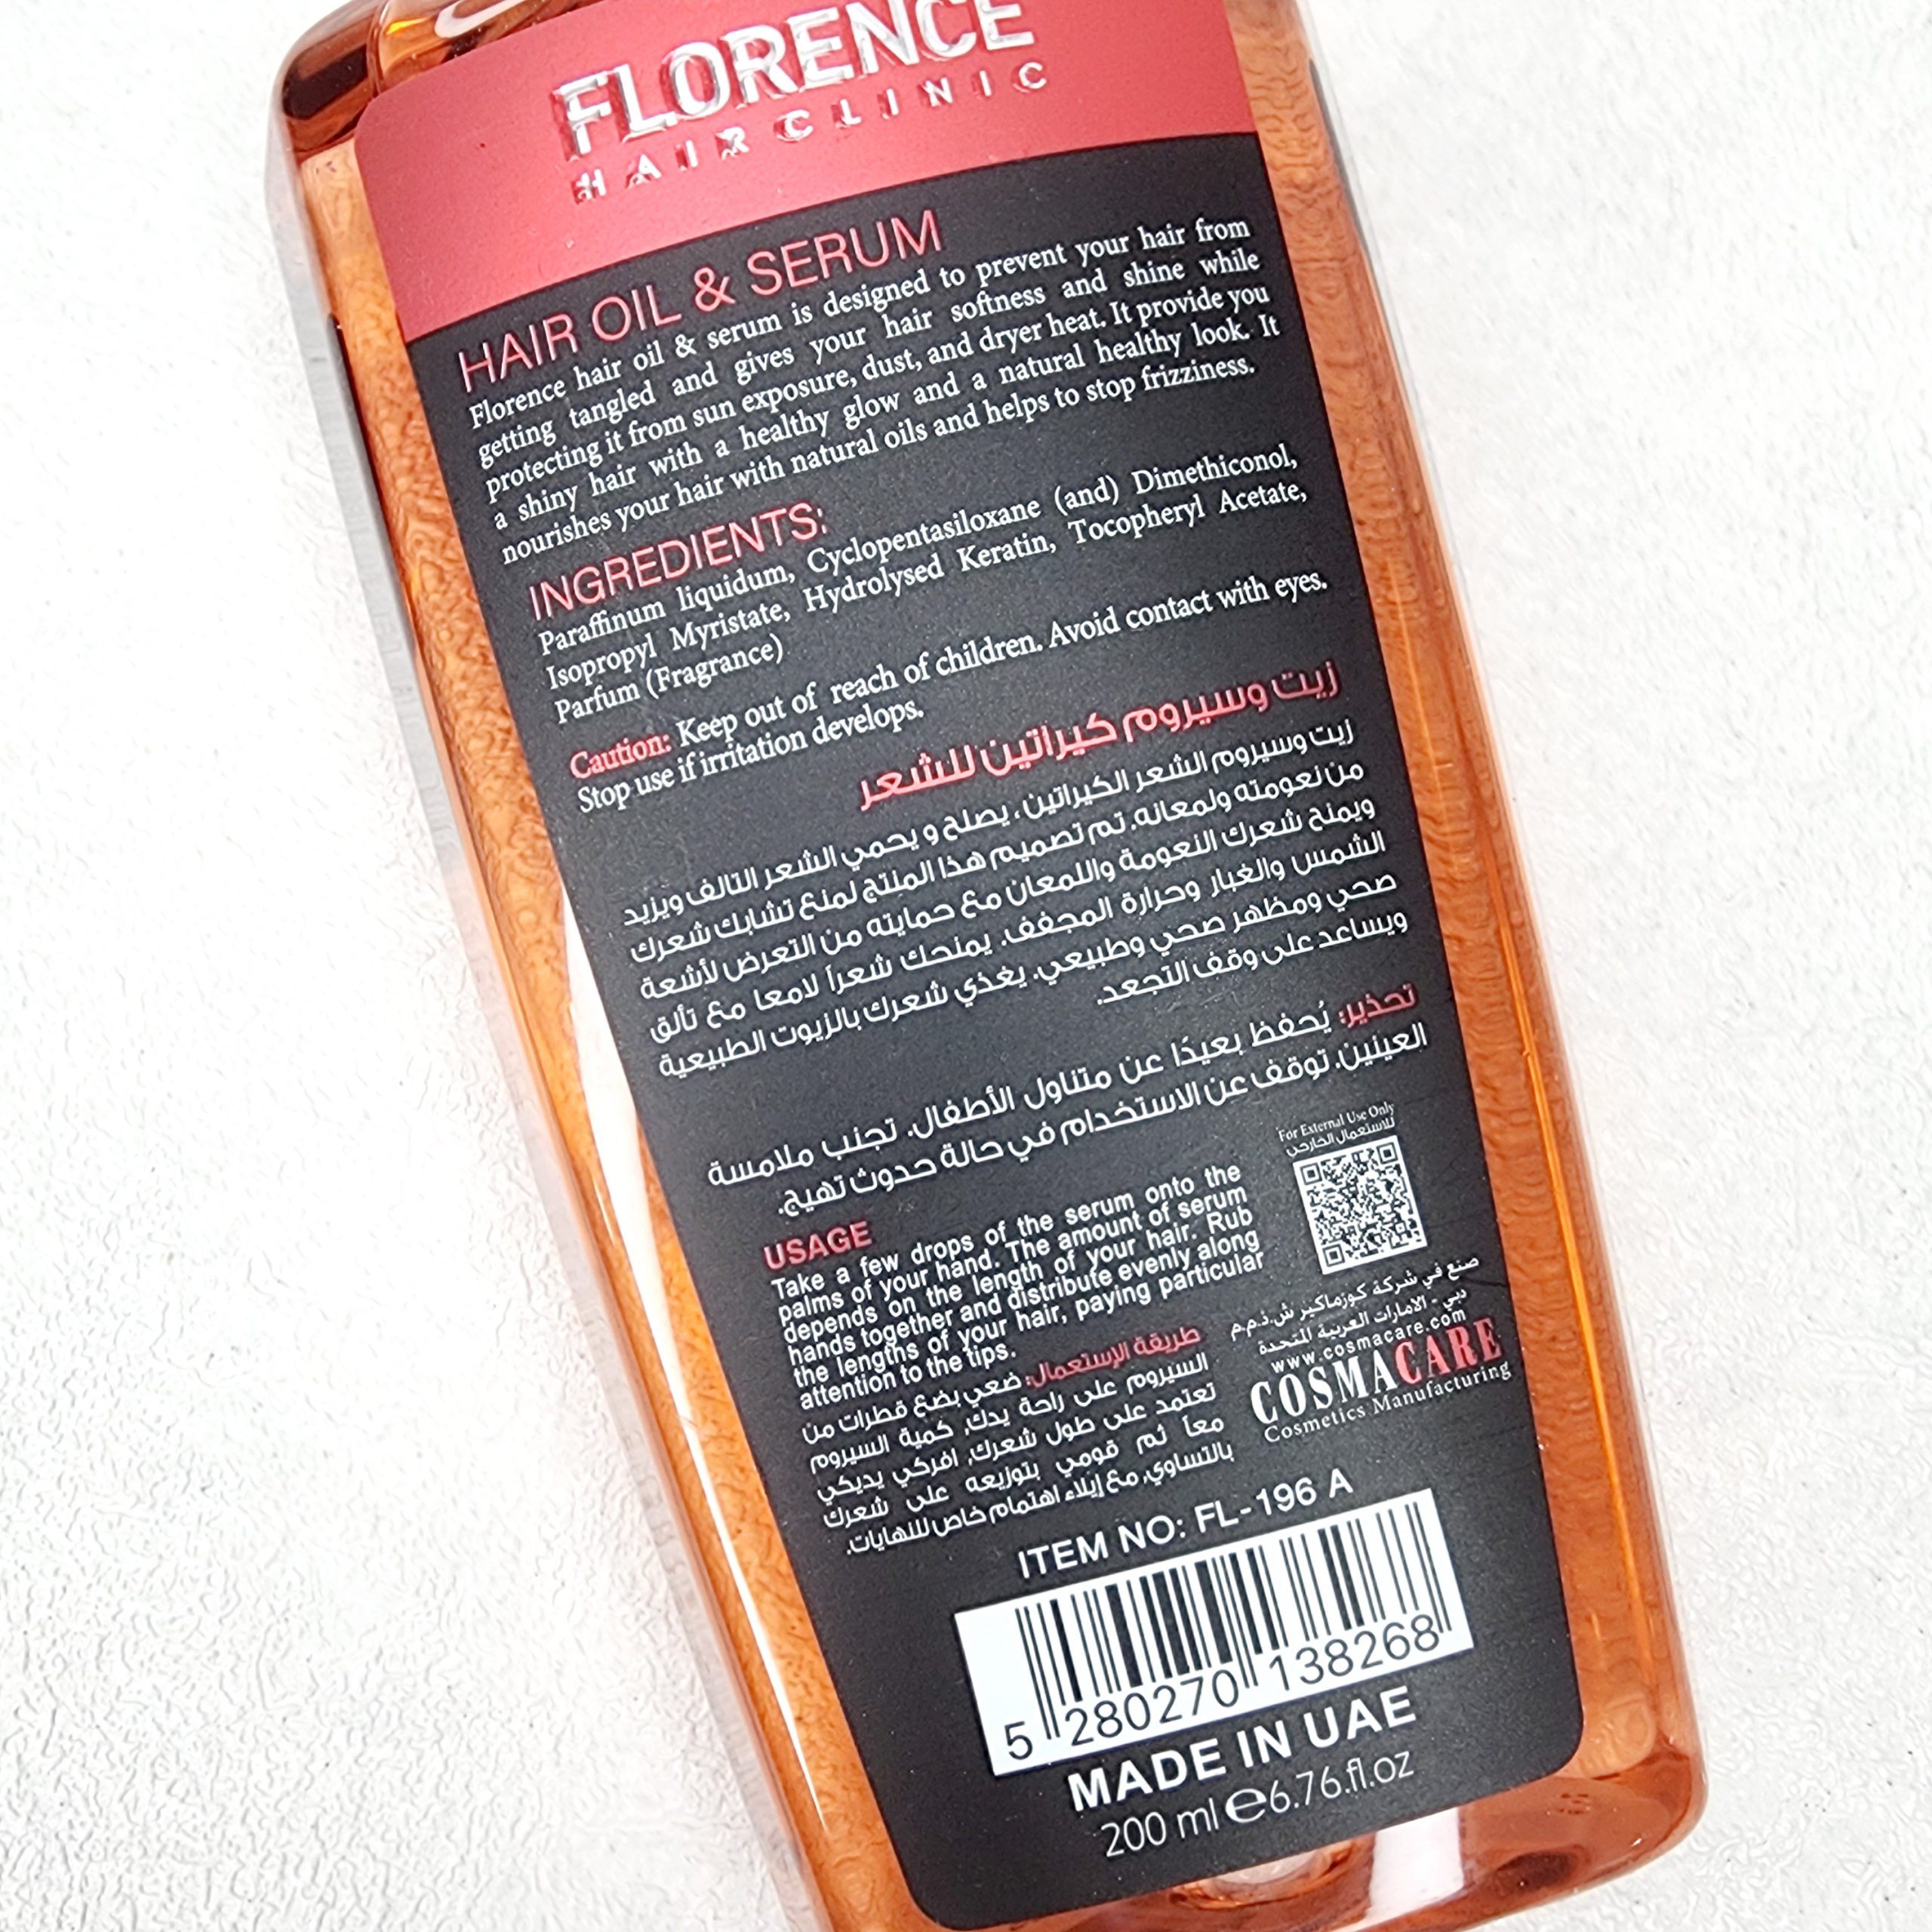 FLORENCE
HAIR CLINIC
HAIR OIL & SERUM
Florence hair oil & serum is designed to prevent your hair from
getting tangled and gives your hair softness and shine while
protecting it from sun exposure, dust, and dryer heat. It provide you
a shiny hair with a healthy glow and a natural healthy look. It
nourishes your hair with natural oils and helps to stop frizziness.
INGREDIENTS:
Paraffinum liquidum, Cyclopentasiloxane (and) Dimethiconol,
Isopropyl Myristate, Hydrolysed Keratin, Tocopheryl Acetate,
Parfum (Fragrance)
Caution: Keep out of reach of children. Avoid contact with eyes.
Stop use if irritation develops.
زيت وسيروم كيراتين للشعر
زيت وسيروم الشعر الكيراتين، يصلح و يحمي الشعر التالف ويزيد
من نعومته ولمعانه. تم تصميم هذا المنتج لمنع تشابك شعرك
ويمنح شعرك النعومة واللمعان مع حمايته من التعرض لأشعة
الشمس والغبار وحرارة المجفف. يمنحك شعراً لامعا مع تألق
صحي ومظهر صحي وطبيعي. يغذي شعرك بالزيوت الطبيعية
ويساعد على وقف التجعد.
تحذير: يُحفظ بعيدًا عن متناول الأطفال. تجنب ملامسة
العينين. توقف عن الاستخدام في حالة حدوث تهيج.
For External Use Only
للاستعمال الخارجي
USAGE
Take a few drops of the serum onto the
palms of your hand. The amount of serum
depends on the length of your hair. Rub
hands together and distribute evenly along
the lengths of your hair, paying particular
attention to the tips.
طريقة الإستعمال: ضعي بضع قطرات من
السيروم على راحة يدك, كمية السيروم
تعتمد على طول شعرك, افركي يديكي
معاً ثم قومي بتوزيعه على شعرك
بالتساوي, مع إيلاء اهتمام خاص للنهايات.
صنع في شركة كوزماكير ش.ذ.م.م
دبي - الامارات العربية المتحدة
www.cosmacare.com
COSMACARE
Cosmetics Manufacturing
ITEM NO: FL-196 A
5 280270 138268
MADE IN UAE
200 ml e6.76.fl.oz